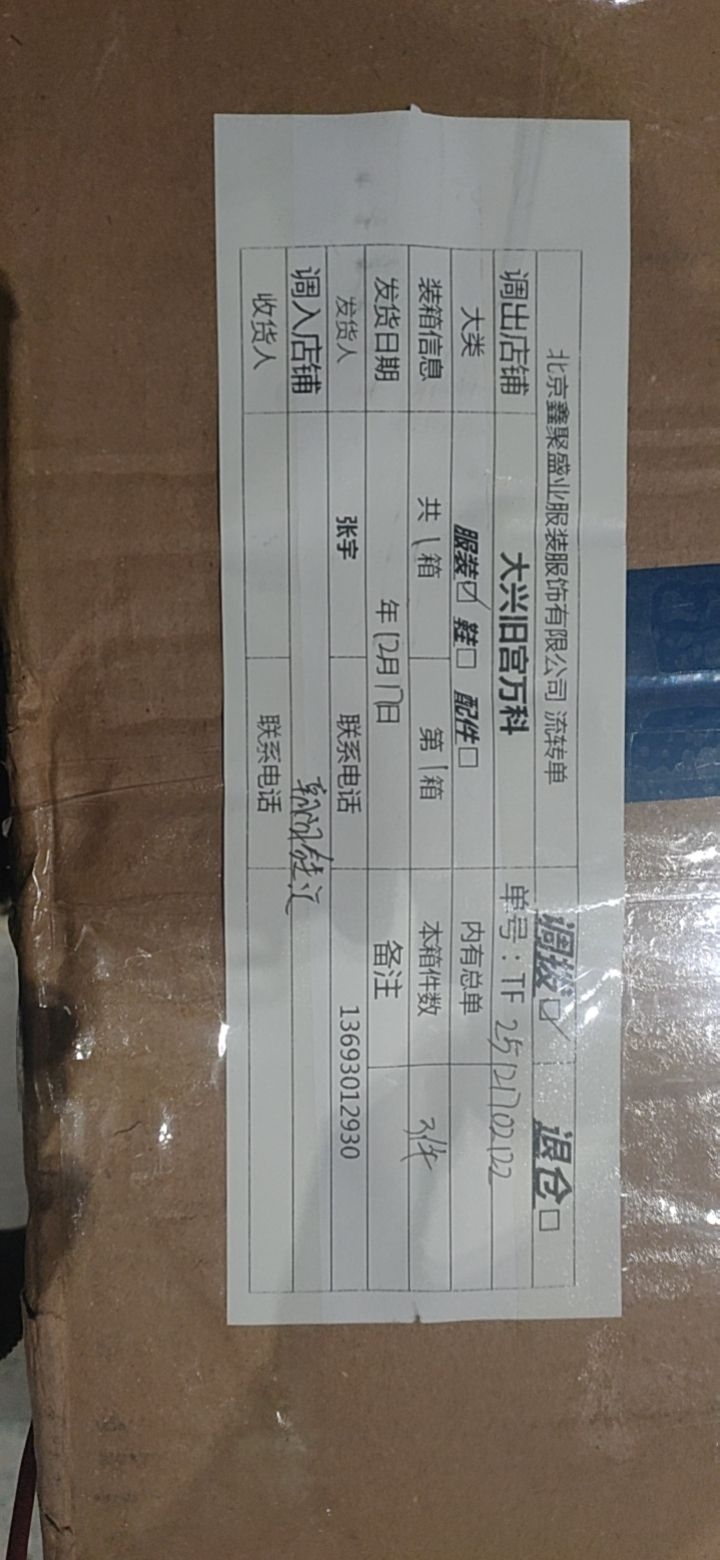 北京鑫聚盛业服装服饰有限公司 流转单 调拨☑ 退仓□
调出店铺 大兴旧宫万科 单号：TF 25121702122
大类 服装☑ 鞋□ 配件□ 内有总单
装箱信息 共1箱 第1箱 本箱件数 3件
发货日期 年12月17日 备注
发货人 张宇 联系电话 13693012930
调入店铺
收货人 联系电话